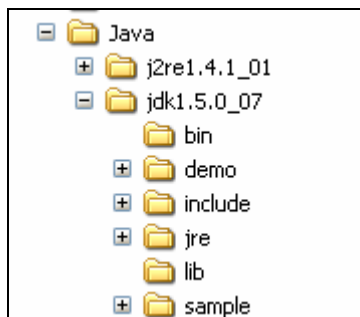 Java
j2re1.4.1_01
jdk1.5.0_07
bin
demo
include
jre
lib
sample